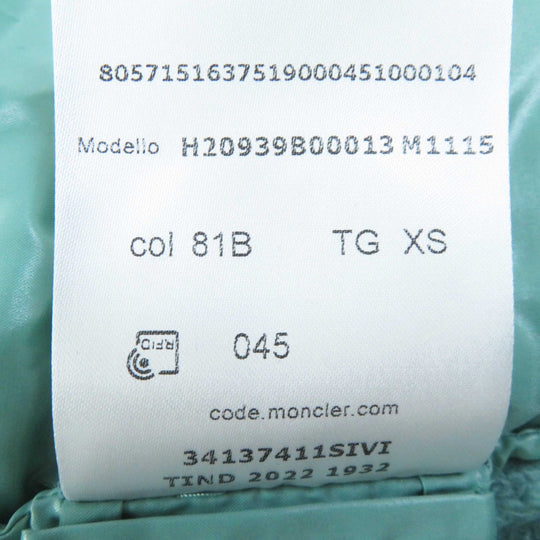 8057151637519000451000104
Modello H20939B00013 M1115
col 81B TG XS
RFID 045
code.moncler.com
34137411SIVI
TIND 2022 1932